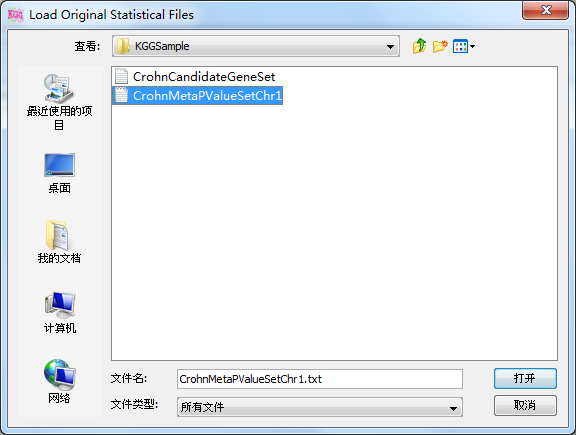 KGG Load Original Statistical Files
查看: KGGSample
CrohnCandidateGeneSet
CrohnMetaPValueSetChr1
最近使用的项
目
桌面
我的文档
计算机
网络
文件名: CrohnMetaPValueSetChr1.txt 打开
文件类型: 所有文件 取消